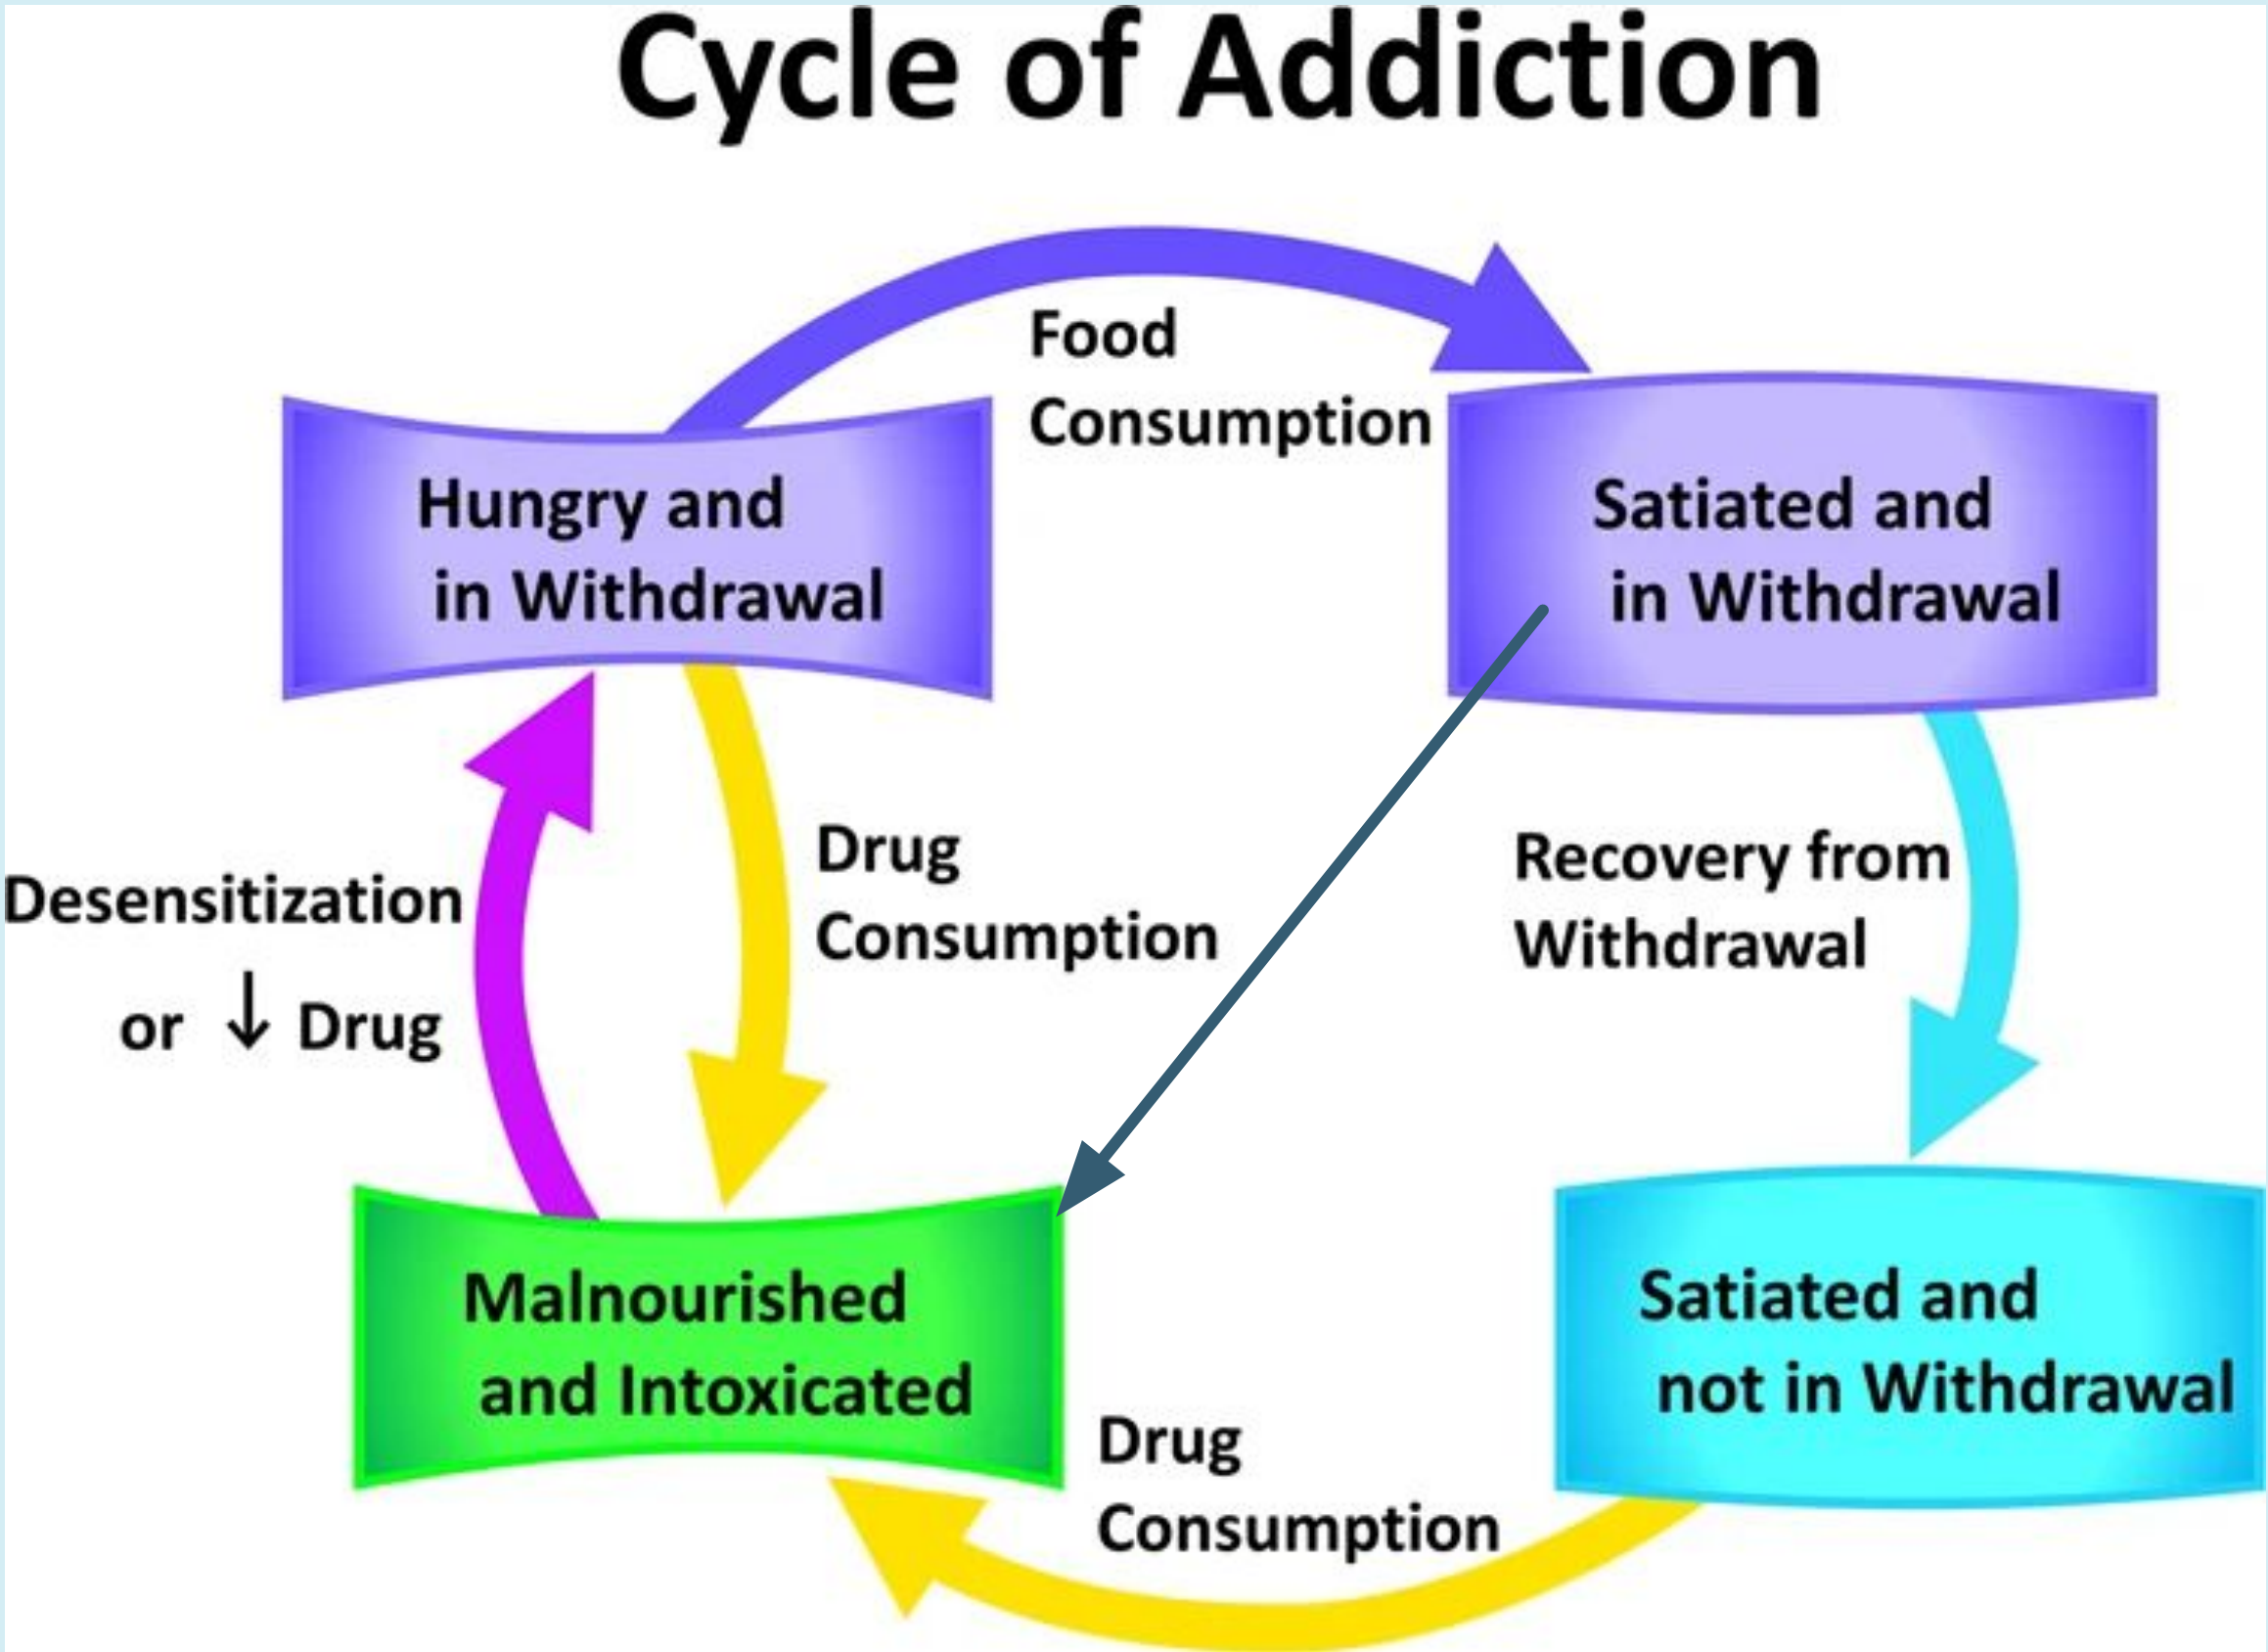 Cycle of Addiction
Food
Consumption
Hungry and
in Withdrawal
Satiated and
in Withdrawal
Desensitization
or ↓ Drug
Drug
Consumption
Recovery from
Withdrawal
Malnourished
and Intoxicated
Satiated and
not in Withdrawal
Drug
Consumption